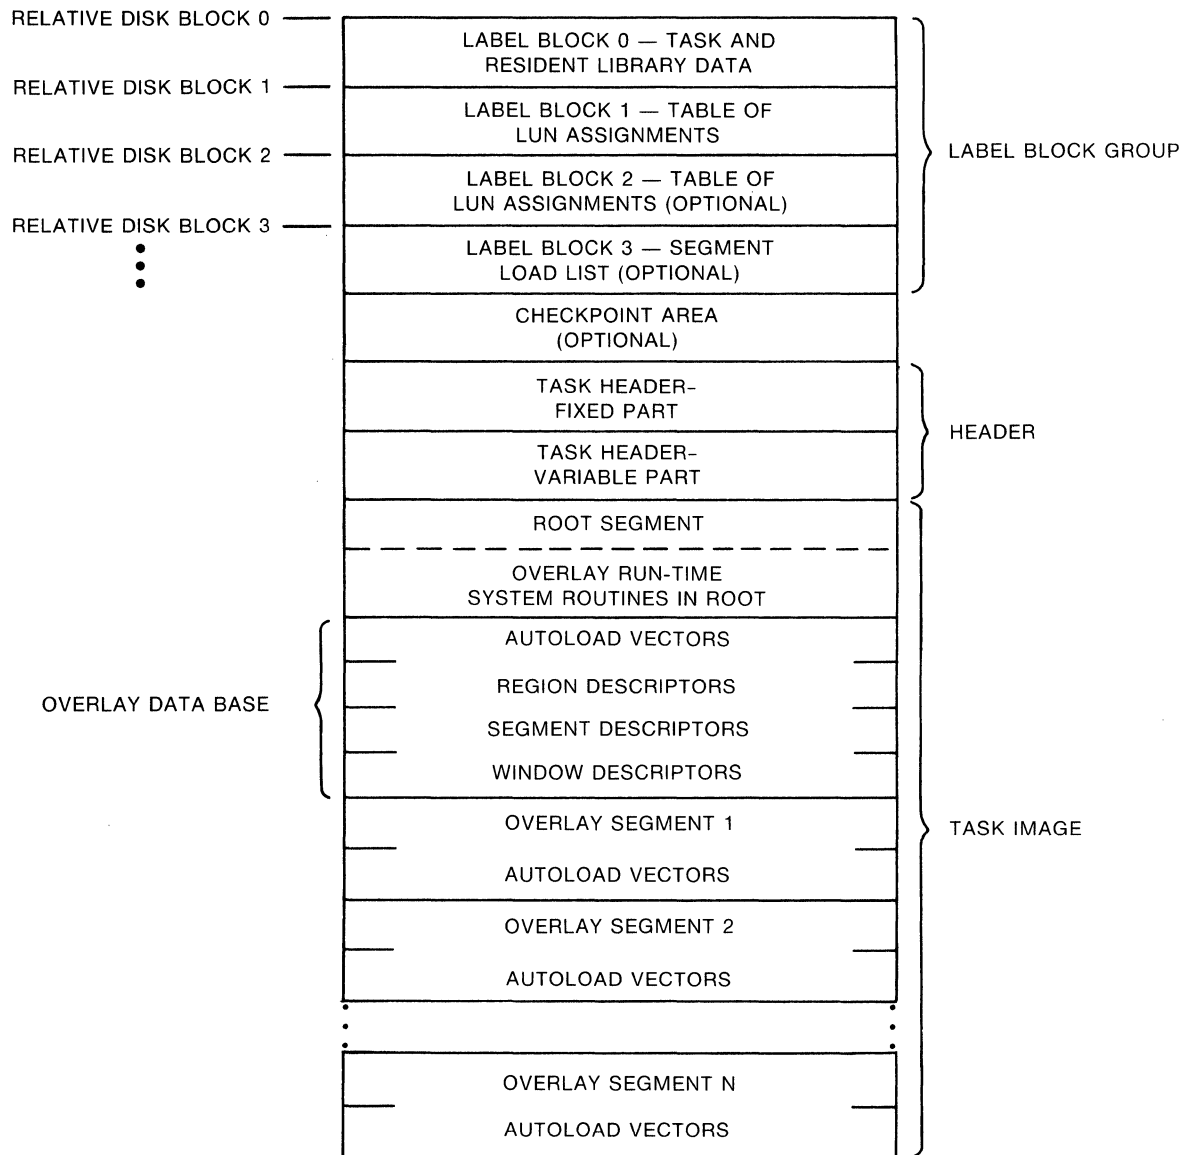 RELATIVE DISK BLOCK 0
LABEL BLOCK 0 — TASK AND
RESIDENT LIBRARY DATA
RELATIVE DISK BLOCK 1
LABEL BLOCK 1 — TABLE OF
LUN ASSIGNMENTS
LABEL BLOCK GROUP
RELATIVE DISK BLOCK 2
LABEL BLOCK 2 — TABLE OF
LUN ASSIGNMENTS (OPTIONAL)
RELATIVE DISK BLOCK 3
LABEL BLOCK 3 — SEGMENT
LOAD LIST (OPTIONAL)
CHECKPOINT AREA
(OPTIONAL)
TASK HEADER–
FIXED PART
HEADER
TASK HEADER–
VARIABLE PART
ROOT SEGMENT
OVERLAY RUN-TIME
SYSTEM ROUTINES IN ROOT
OVERLAY DATA BASE
AUTOLOAD VECTORS
REGION DESCRIPTORS
SEGMENT DESCRIPTORS
WINDOW DESCRIPTORS
OVERLAY SEGMENT 1
TASK IMAGE
AUTOLOAD VECTORS
OVERLAY SEGMENT 2
AUTOLOAD VECTORS
OVERLAY SEGMENT N
AUTOLOAD VECTORS